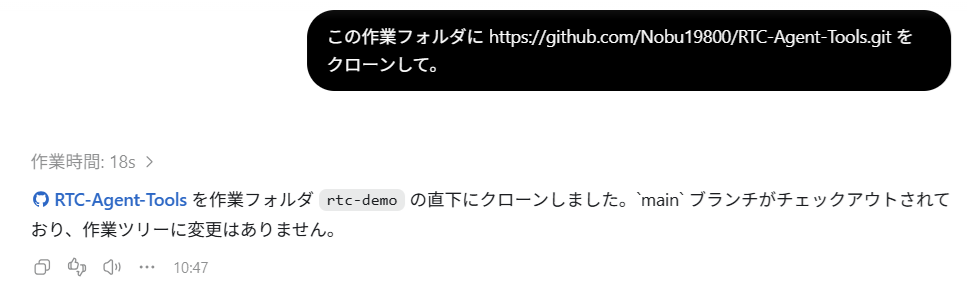 この作業フォルダに https://github.com/Nobu19800/RTC-Agent-Tools.git を
クローンして。
作業時間: 18s
RTC-Agent-Tools を作業フォルダ rtc-demo の直下にクローンしました。`main` ブランチがチェックアウトされて
おり、作業ツリーに変更はありません。
10:47